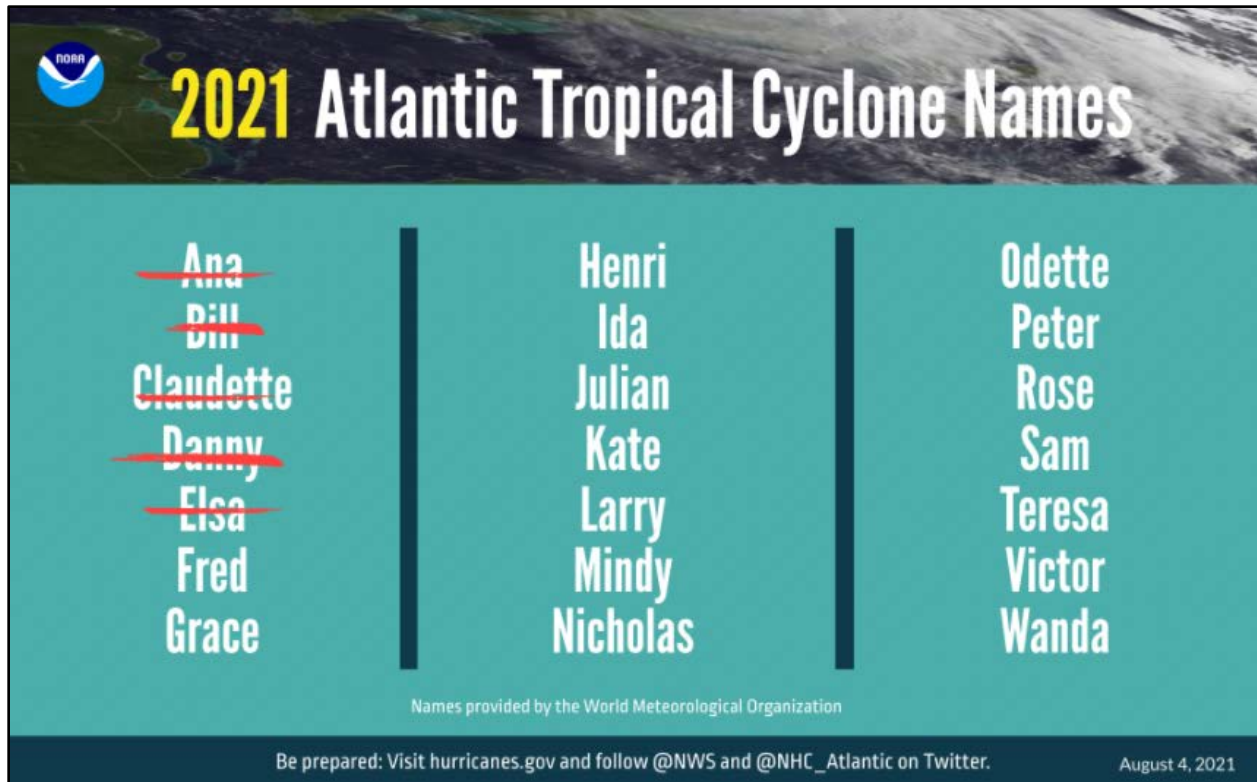 NOAA
2021 Atlantic Tropical Cyclone Names
Ana
Bill
Claudette
Danny
Elsa
Fred
Grace
Henri
Ida
Julian
Kate
Larry
Mindy
Nicholas
Odette
Peter
Rose
Sam
Teresa
Victor
Wanda
Names provided by the World Meteorological Organization
Be prepared: Visit hurricanes.gov and follow @NWS and @NHC_Atlantic on Twitter.
August 4, 2021